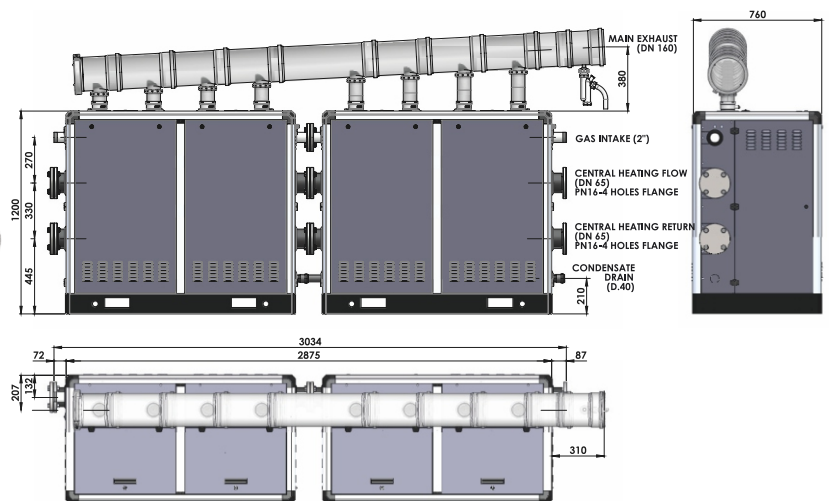 760
MAIN EXHAUST
(DN 160)
380
GAS INTAKE (2")
270
CENTRAL HEATING FLOW
(DN 65)
PN16-4 HOLES FLANGE
330
1200
CENTRAL HEATING RETURN
(DN 65)
PN16-4 HOLES FLANGE
445
CONDENSATE
DRAIN
(D.40)
210
3034
72
2875
87
207
132
310